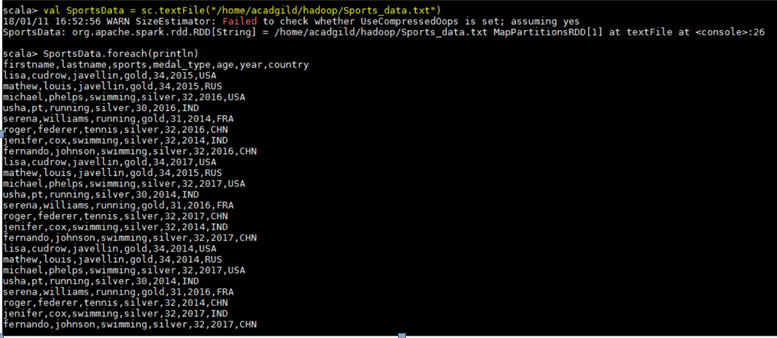 scala> val SportsData = sc.textFile("/home/acadgild/hadoop/Sports_data.txt")
18/01/11 16:52:56 WARN SizeEstimator: Failed to check whether UseCompressedOops is set; assuming yes
SportsData: org.apache.spark.rdd.RDD[String] = /home/acadgild/hadoop/Sports_data.txt MapPartitionsRDD[1] at textFile at <console>:26
scala> SportsData.foreach(println)
firstname,lastname,sports,medal_type,age,year,country
lisa,cudrow,javellin,gold,34,2015,USA
mathew,louis,javellin,gold,34,2015,RUS
michael,phelps,swimming,silver,32,2016,USA
usha,pt,running,silver,30,2016,IND
serena,williams,running,gold,31,2014,FRA
roger,federer,tennis,silver,32,2016,CHN
jenifer,cox,swimming,silver,32,2014,IND
fernando,johnson,swimming,silver,32,2016,CHN
lisa,cudrow,javellin,gold,34,2017,USA
mathew,louis,javellin,gold,34,2015,RUS
michael,phelps,swimming,silver,32,2017,USA
usha,pt,running,silver,30,2014,IND
serena,williams,running,gold,31,2016,FRA
roger,federer,tennis,silver,32,2017,CHN
jenifer,cox,swimming,silver,32,2014,IND
fernando,johnson,swimming,silver,32,2017,CHN
lisa,cudrow,javellin,gold,34,2014,USA
mathew,louis,javellin,gold,34,2014,RUS
michael,phelps,swimming,silver,32,2017,USA
usha,pt,running,silver,30,2014,IND
serena,williams,running,gold,31,2016,FRA
roger,federer,tennis,silver,32,2014,CHN
jenifer,cox,swimming,silver,32,2017,IND
fernando,johnson,swimming,silver,32,2017,CHN